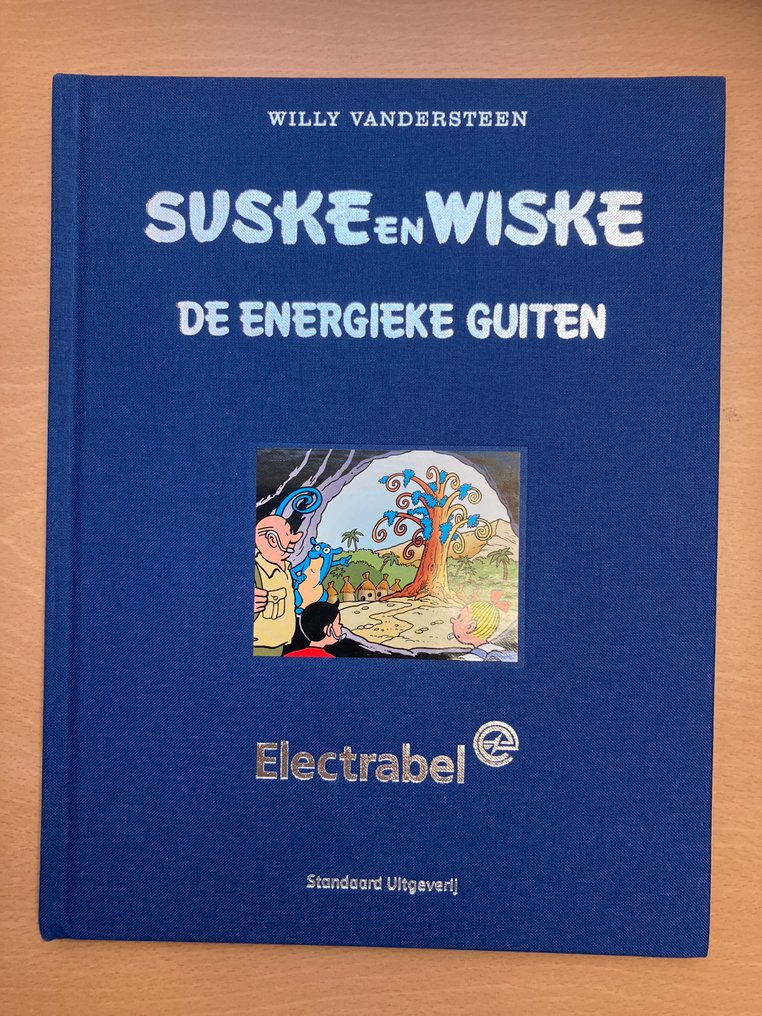 WILLY VANDERSTEEN
SUSKE EN WISKE
DE ENERGIEKE GUITEN
Electrabel
Standaard Uitgeverij